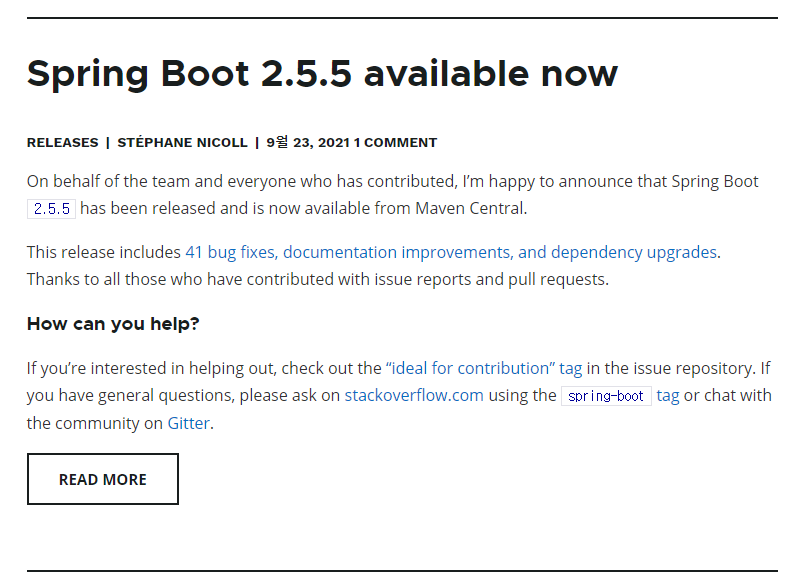 Spring Boot 2.5.5 available now
RELEASES | STÉPHANE NICOLL | 9월 23, 2021 1 COMMENT
On behalf of the team and everyone who has contributed, I’m happy to announce that Spring Boot
2.5.5 has been released and is now available from Maven Central.
This release includes 41 bug fixes, documentation improvements, and dependency upgrades.
Thanks to all those who have contributed with issue reports and pull requests.
How can you help?
If you’re interested in helping out, check out the “ideal for contribution” tag in the issue repository. If
you have general questions, please ask on stackoverflow.com using the spring-boot tag or chat with
the community on Gitter.
READ MORE